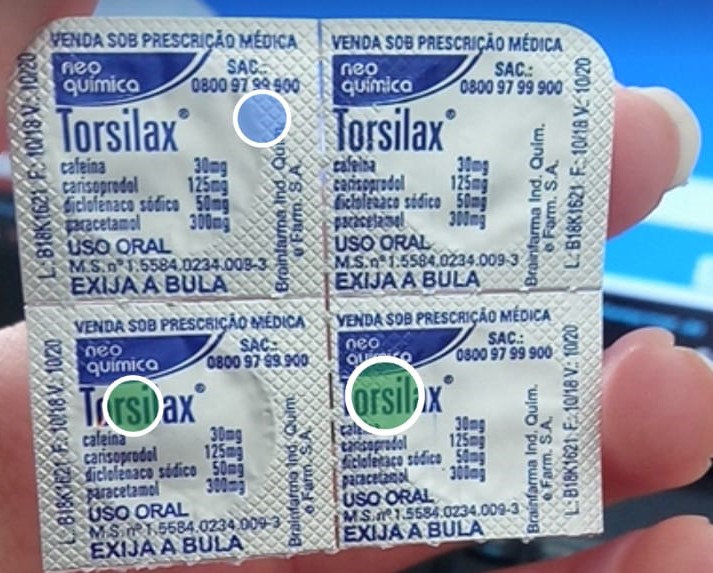 VENDA SOB PRESCRIÇÃO MÉDICA
neo
química
SAC.:
0800 97 99 900
Torsilax®
cafeína 30mg
carisoprodol 125mg
diclofenaco sódico 50mg
paracetamol 300mg
USO ORAL
M.S. nº 1.5584.0234.009-3
EXIJA A BULA
Brainfarma Ind. Quím.
e Farm. S.A.
L.: B18K1621 F.: 10/18 V.: 10/20
VENDA SOB PRESCRIÇÃO MÉDICA
neo
química
SAC.:
0800 97 99 900
Torsilax®
cafeína 30mg
carisoprodol 125mg
diclofenaco sódico 50mg
paracetamol 300mg
USO ORAL
M.S. nº 1.5584.0234.009-3
EXIJA A BULA
Brainfarma Ind. Quím.
e Farm. S.A.
L.: B18K1621 F.: 10/18 V.: 10/20
VENDA SOB PRESCRIÇÃO MÉDICA
neo
química
SAC.:
0800 97 99 900
Torsilax®
cafeína 30mg
carisoprodol 125mg
diclofenaco sódico 50mg
paracetamol 300mg
USO ORAL
M.S. nº 1.5584.0234.009-3
EXIJA A BULA
Brainfarma Ind. Quím.
e Farm. S.A.
L.: B18K1621 F.: 10/18 V.: 10/20
VENDA SOB PRESCRIÇÃO MÉDICA
neo
química
SAC.:
0800 97 99 900
Torsilax®
30mg
carisoprodol 125mg
diclofenaco sódico 50mg
paracetamol 300mg
USO ORAL
M.S. nº 1.5584.0234.009-3
EXIJA A BULA
Brainfarma Ind. Quím.
e Farm. S.A.
L.: B18K1621 F.: 10/18 V.: 10/20